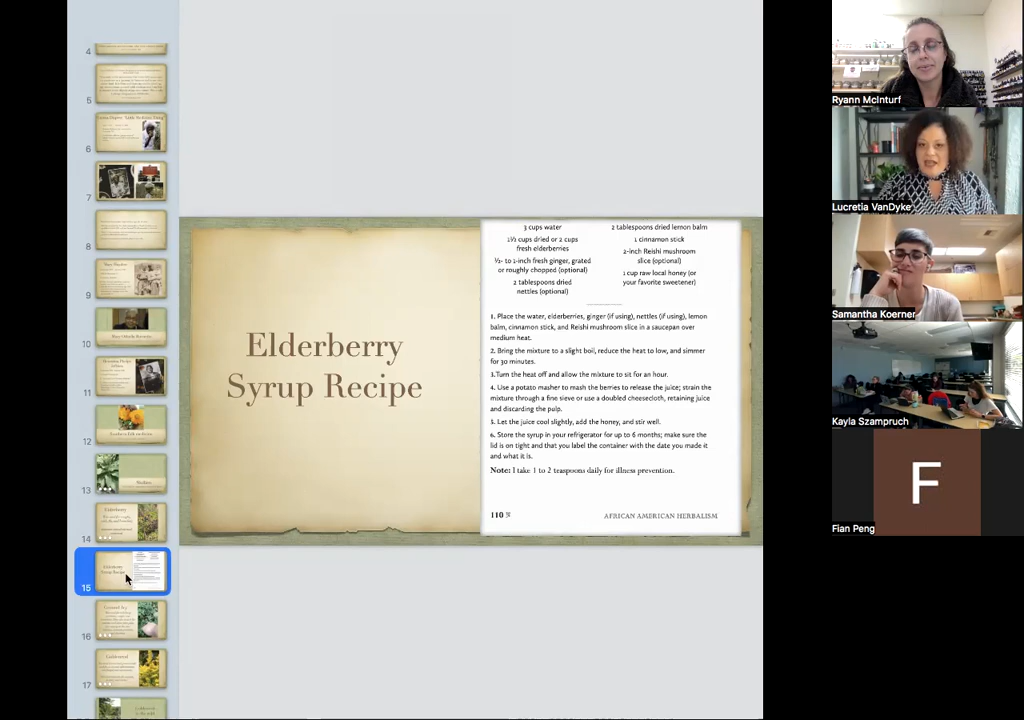 4
5
6
7
8
9
10
11
12
13
14
15
16
17
Elderberry
Syrup Recipe
3 cups water
1½ cups dried or 2 cups
fresh elderberries
½- to 2-inch fresh ginger, grated
or roughly chopped (optional)
2 tablespoons dried
nettles (optional)
2 tablespoons dried lemon balm
1 cinnamon stick
2-inch Reishi mushroom
slice (optional)
1 cup raw local honey (or
your favorite sweetener)
1. Place the water, elderberries, ginger (if using), nettles (if using), lemon
balm, cinnamon stick, and Reishi mushroom slice in a saucepan over
medium heat.
2. Bring the mixture to a slight boil, reduce the heat to low, and simmer
for 30 minutes.
3.Turn the heat off and allow the mixture to sit for an hour.
4. Use a potato masher to mash the berries to release the juice; strain the
mixture through a fine sieve or use a doubled cheesecloth, retaining juice
and discarding the pulp.
5. Let the juice cool slightly, add the honey, and stir well.
6. Store the syrup in your refrigerator for up to 6 months; make sure the
lid is on tight and that you label the container with the date you made it
and what it is.
Note: I take 1 to 2 teaspoons daily for illness prevention.
110
AFRICAN AMERICAN HERBALISM
Ryann McInturf
Lucretia VanDyke
Samantha Koerner
Kayla Szampruch
F
Fian Peng